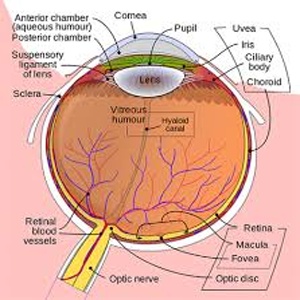 Anterior chamber
(aqueous humour)
Posterior chamber
Cornea
Pupil
Uvea
Iris
Ciliary
body
Choroid
Suspensory
ligament
of lens
Lens
Sclera
Vitreous
humour
Hyaloid
canal
Retinal
blood
vessels
Optic nerve
Retina
Macula
Fovea
Optic disc